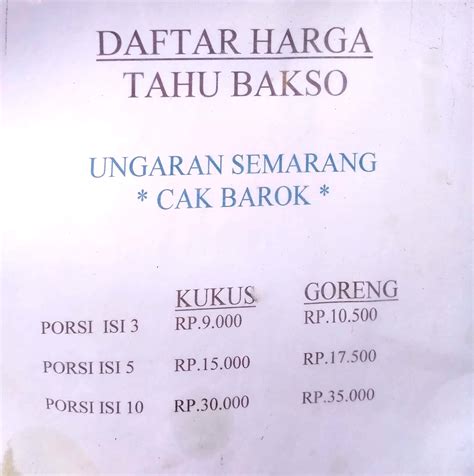 DAFTAR HARGA
TAHU BAKSO
UNGARAN SEMARANG
* CAK BAROK *
KUKUS GORENG
PORSI ISI 3 RP.9.000 RP.10.500
PORSI ISI 5 RP.15.000 RP.17.500
PORSI ISI 10 RP.30.000 RP.35.000